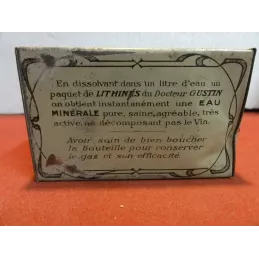 En dissolvant dans un litre d'eau un
paquet de LITHINÉS du Docteur GUSTIN
on obtient instantanément une EAU
MINÉRALE pure, saine, agréable, très
active, ne décomposant pas le Vin.
Avoir soin de bien boucher
la bouteille pour conserver
le gaz et son efficacité.